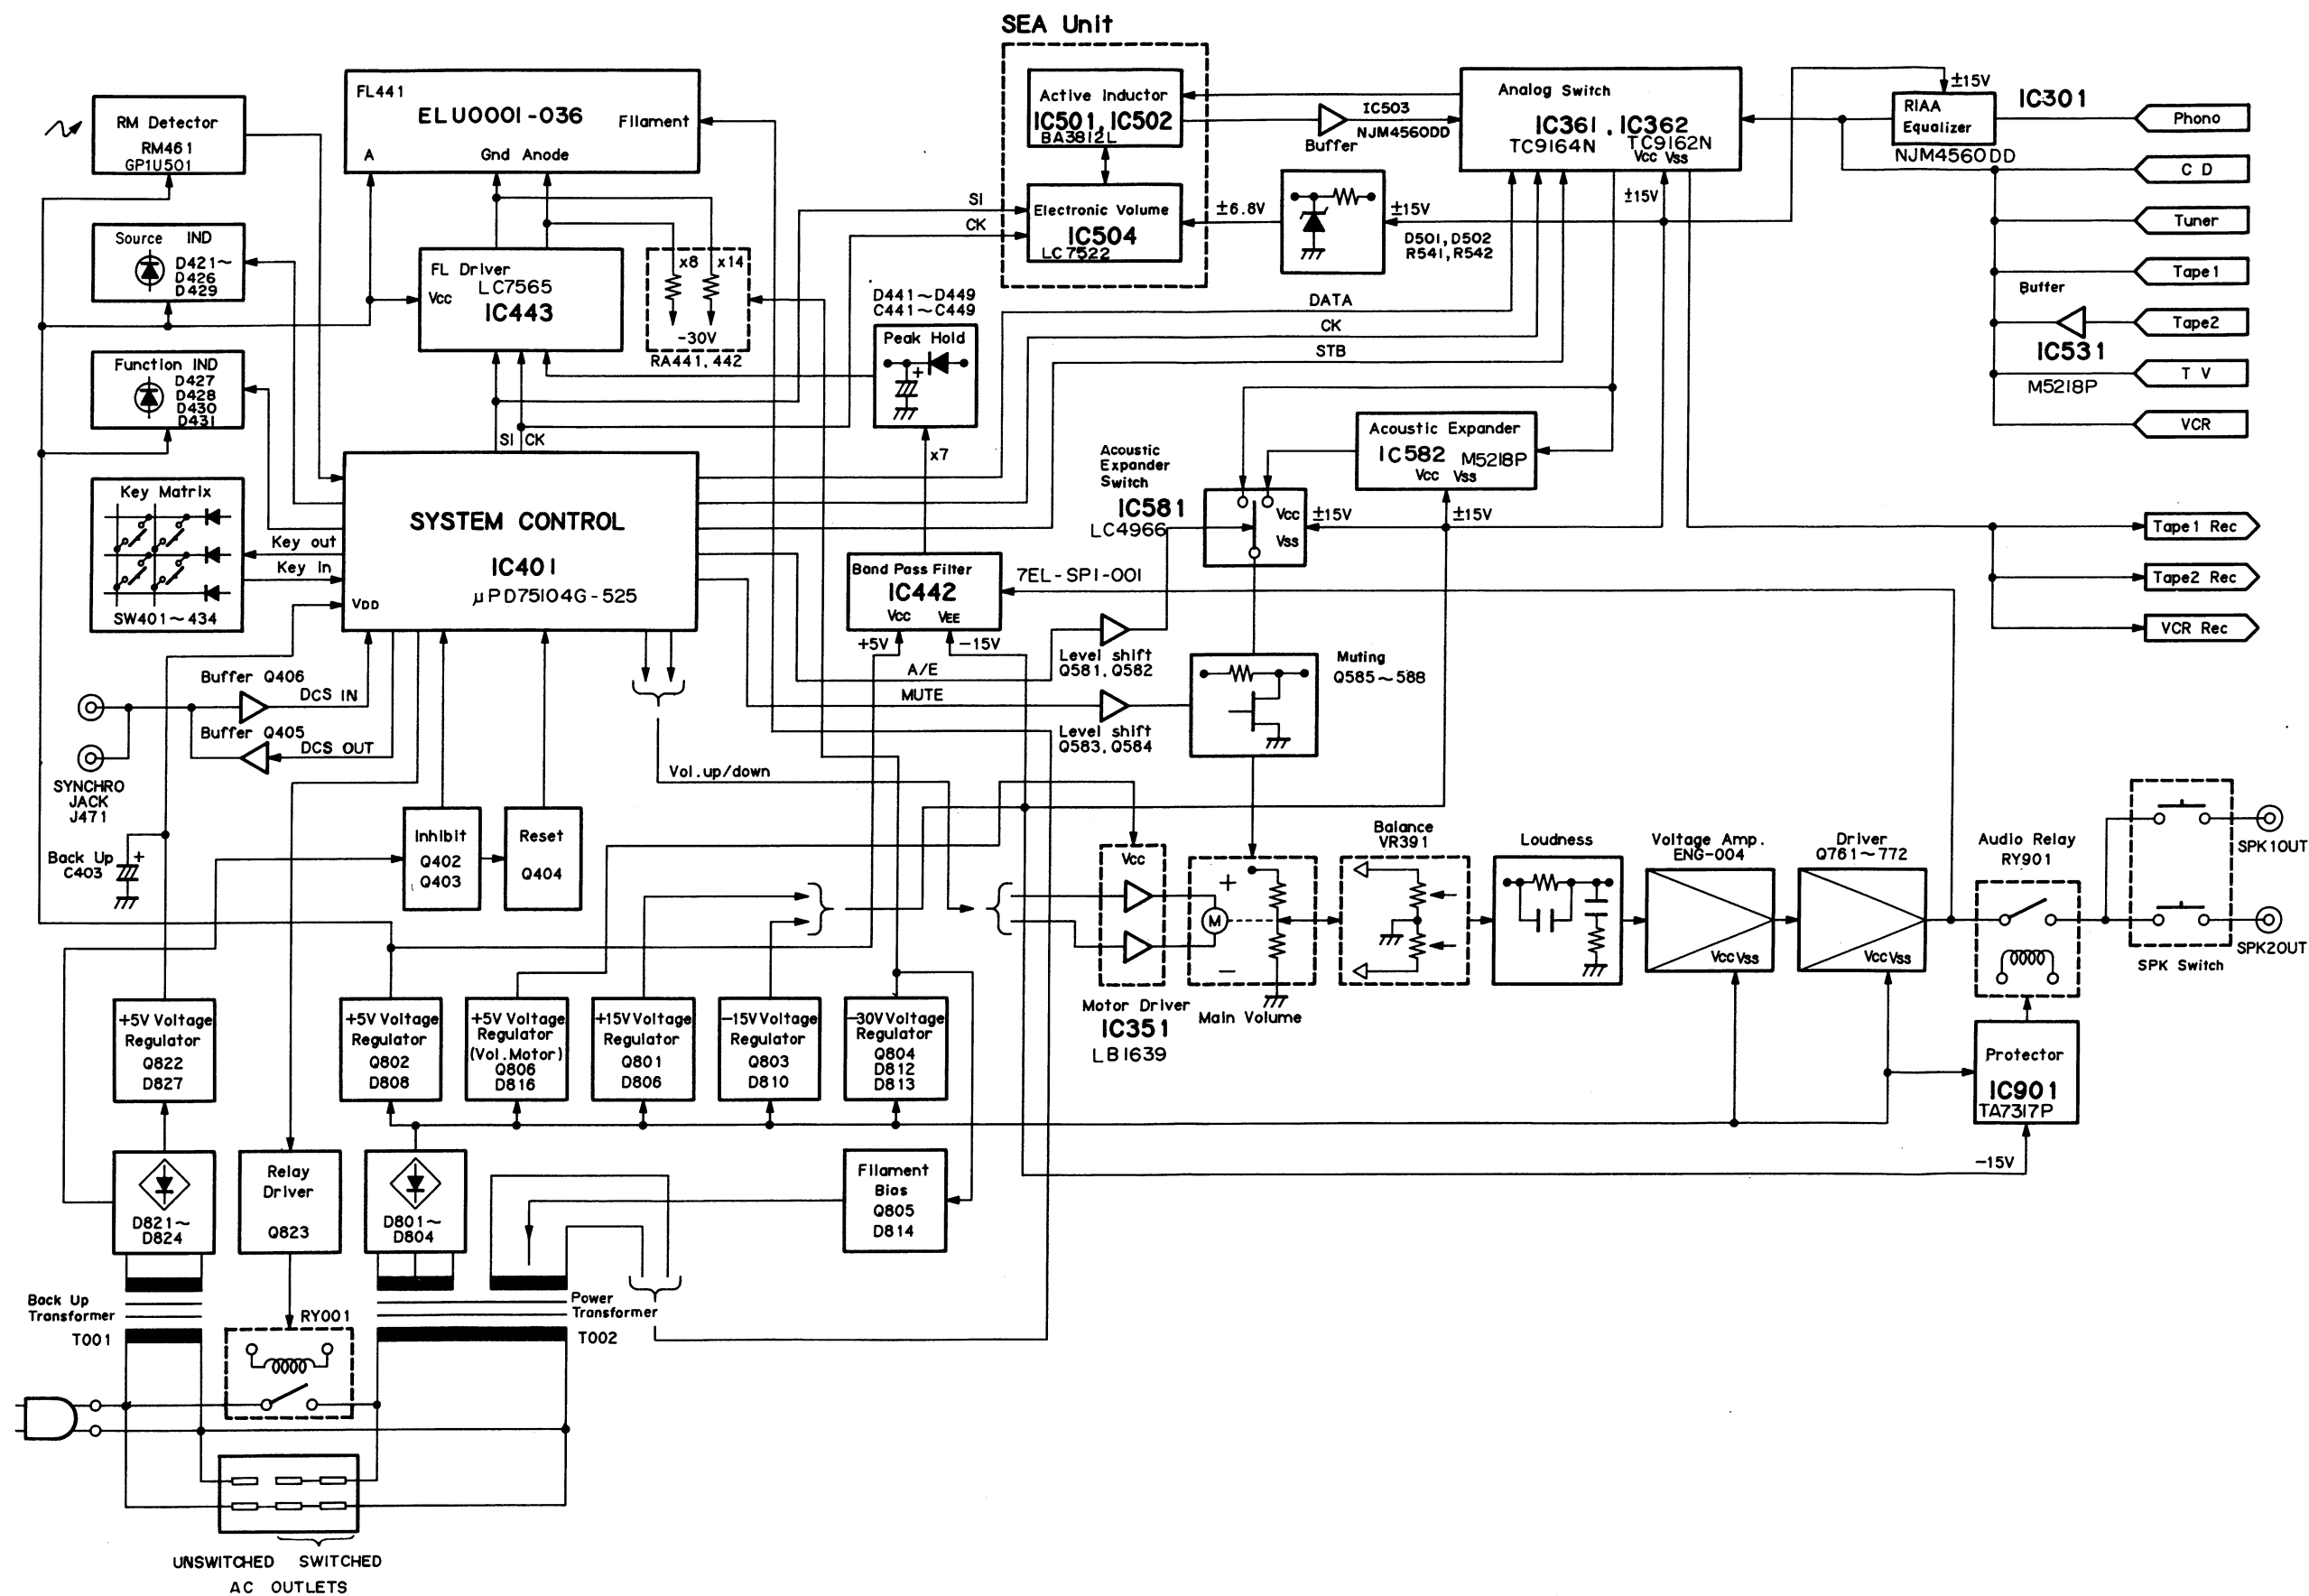 SEA Unit
RM Detector
RM461
GP1U501
FL441
ELU0001-036
Filament
A
Gnd Anode
Source IND
D421～
D426
D429
FL Driver
LC7565
Vcc
IC443
x8 x14
-30V
RA441, 442
Function IND
D427
D428
D430
D431
SI CK
Key Matrix
SW401～434
Key out
Key in
SYSTEM CONTROL
IC401
μPD75104G-525
VDD
Active Inductor
IC501, IC502
BA3812L
Electronic Volume
IC504
LC7522
SI
CK
IC503
NJM4560DD
Buffer
±6.8V
±15V
D501, D502
R541, R542
Analog Switch
IC361, IC362
TC9164N TC9162N
Vcc Vss
±15V
±15V
IC301
RIAA
Equalizer
NJM4560DD
Phono
CD
Tuner
Tape1
Buffer
Tape2
IC531
M5218P
TV
VCR
DATA
CK
STB
D441～D449
C441～C449
Peak Hold
x7
Acoustic Expander
IC582 M5218P
Vcc Vss
Acoustic
Expander
Switch
IC581
LC4966
Vcc
Vss
±15V
±15V
Tape1 Rec
Tape2 Rec
VCR Rec
Band Pass Filter
IC442
Vcc VEE
7EL-SP1-001
+5V
-15V
A/E
MUTE
Level shift
Q581, Q582
Level shift
Q583, Q584
Muting
Q585～588
Buffer Q406
DCS IN
Buffer Q405
DCS OUT
SYNCHRO
JACK
J471
Back Up
C403
Inhibit
Q402
Q403
Reset
Q404
Vol.up/down
Vcc
Motor Driver
IC351
LB1639
M
Main Volume
Balance
VR391
Loudness
Voltage Amp.
ENG-004
Vcc Vss
Driver
Q761～772
Vcc Vss
Audio Relay
RY901
SPK1OUT
SPK2OUT
SPK Switch
Protector
IC901
TA7317P
-15V
+5V Voltage
Regulator
Q822
D827
+5V Voltage
Regulator
Q802
D808
+5V Voltage
Regulator
(Vol.Motor)
Q806
D816
+15V Voltage
Regulator
Q801
D806
-15V Voltage
Regulator
Q803
D810
-30V Voltage
Regulator
Q804
D812
D813
D821～
D824
Relay
Driver
Q823
D801～
D804
Filament
Bias
Q805
D814
Back Up
Transformer
T001
RY001
Power
Transformer
T002
UNSWITCHED SWITCHED
AC OUTLETS